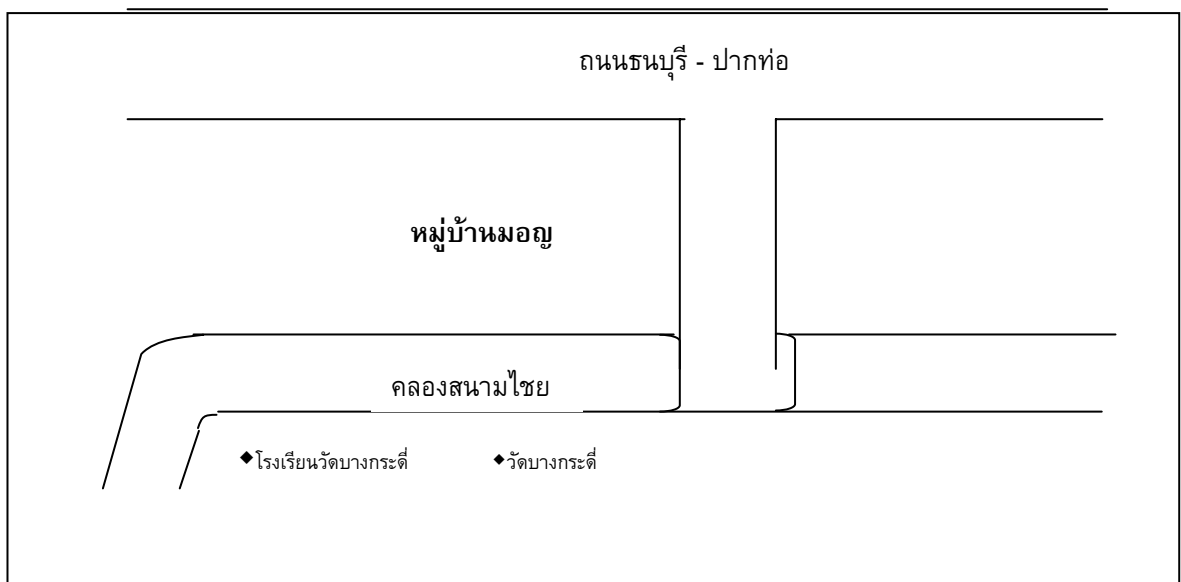 ถนนธนบุรี - ปากท่อ
หมู่บ้านมอญ
คลองสนามไชย
◆โรงเรียนวัดบางกระดี่ ◆วัดบางกระดี่